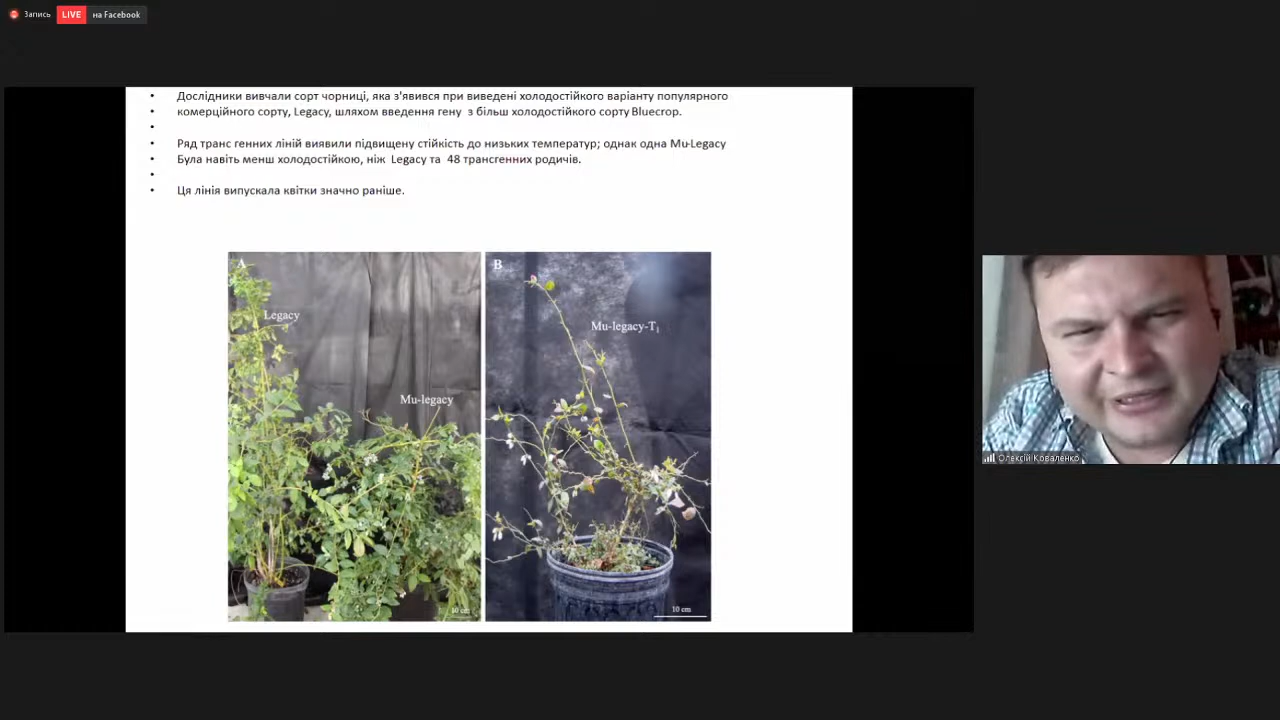 Запись
LIVE на Facebook
• Дослідники вивчали сорт чорниці, яка з'явився при виведені холодостійкого варіанту популярного
• комерційного сорту, Legacy, шляхом введення гену з більш холодостійкого сорту Bluecrop.
•
• Ряд транс генних ліній виявили підвищену стійкість до низьких температур; однак одна Mu-Legacy
• Була навіть менш холодостійкою, ніж Legacy та 48 трансгенних родичів.
•
• Ця лінія випускала квітки значно раніше.
A
B
Legacy
Mu-legacy-T₁
Mu-legacy
Олексій Коваленко
10 cm
10 cm